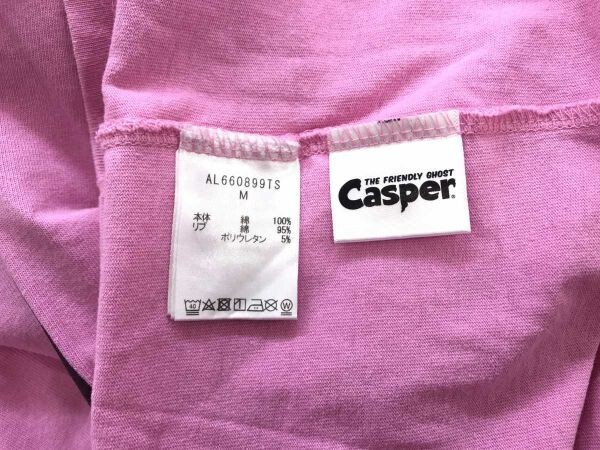 AL660899TS
M
本体 綿 100%
リブ 綿 95%
ポリウレタン 5%
40
W
THE FRIENDLY GHOST
Casper®